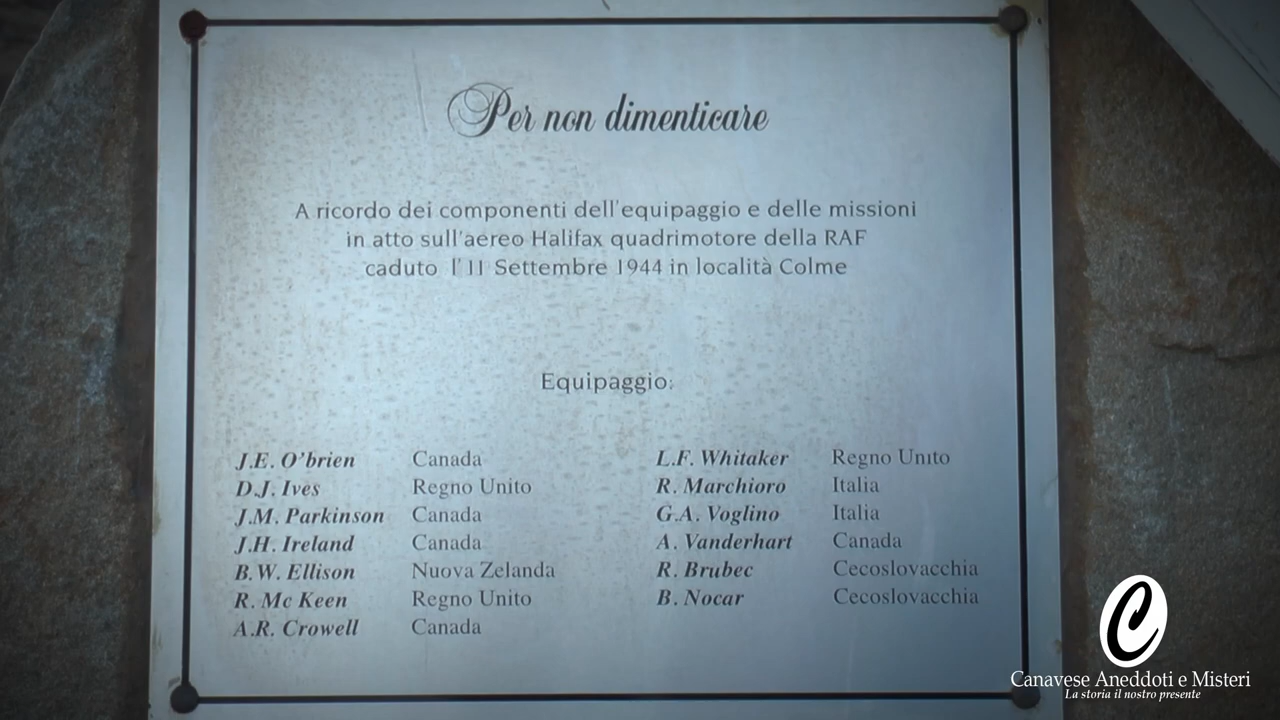 Per non dimenticare
A ricordo dei componenti dell'equipaggio e delle missioni
in atto sull'aereo Halifax quadrimotore della RAF
caduto l'11 Settembre 1944 in località Colme
Equipaggio:
J.E. O'brien Canada
D.J. Ives Regno Unito
J.M. Parkinson Canada
J.H. Ireland Canada
B.W. Ellison Nuova Zelanda
R. Mc Keen Regno Unito
A.R. Crowell Canada
L.F. Whitaker Regno Unito
R. Marchioro Italia
G.A. Voglino Italia
A. Vanderhart Canada
R. Brubec Cecoslovacchia
B. Nocar Cecoslovacchia
C
Canavese Aneddoti e Misteri
La storia il nostro presente